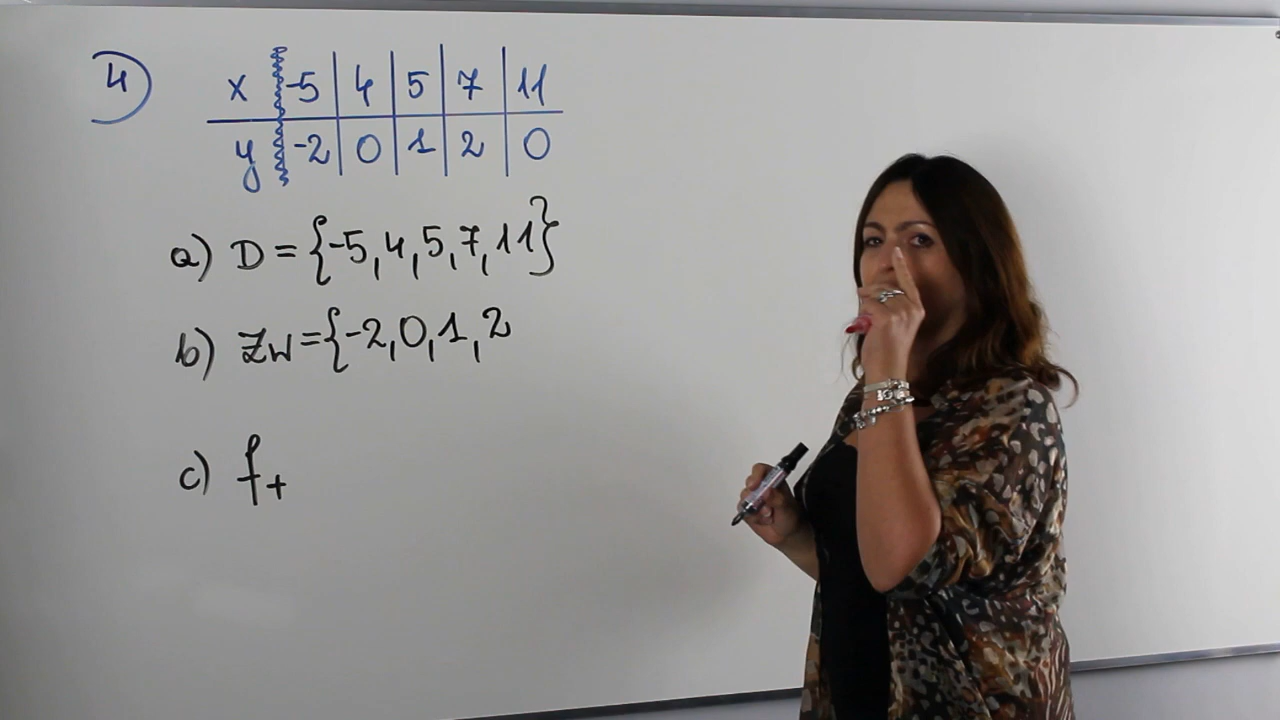 4)
x -5 4 5 7 11
y -2 0 1 2 0
a) D = {-5, 4, 5, 7, 11}
b) ZW = {-2, 0, 1, 2
c) f+